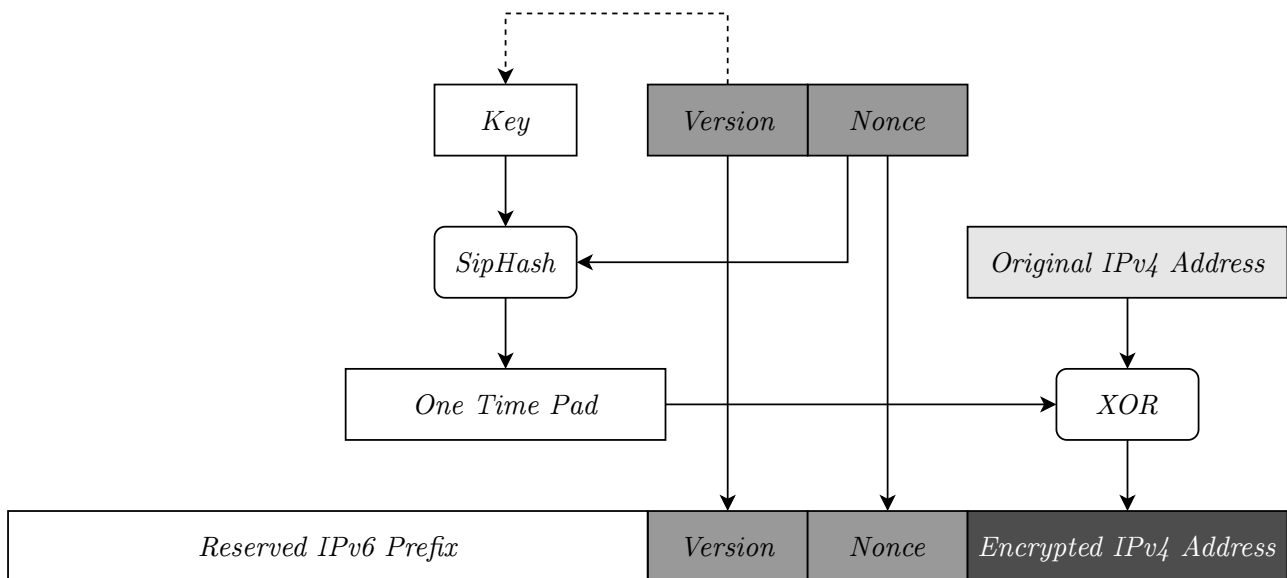 Key
Version
Nonce
SipHash
Original IPv4 Address
One Time Pad
XOR
Reserved IPv6 Prefix
Version
Nonce
Encrypted IPv4 Address